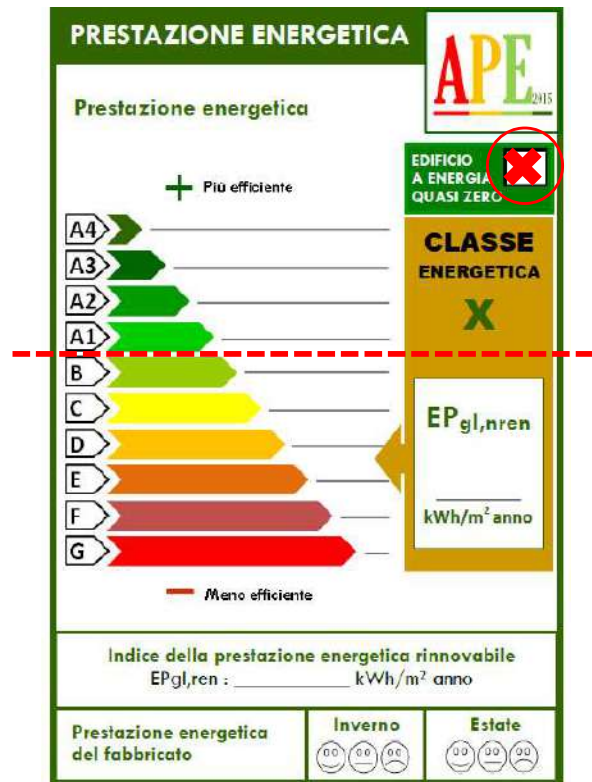 PRESTAZIONE ENERGETICA
APE 2015
Prestazione energetica
EDIFICIO
A ENERGIA
QUASI ZERO
+ Più efficiente
A4
A3
A2
A1
B
C
D
E
F
G
CLASSE
ENERGETICA
X
EPgl,nren
kWh/m² anno
Meno efficiente
Indice della prestazione energetica rinnovabile
EPgl,ren : ____________ kWh/m² anno
Prestazione energetica
del fabbricato
Inverno
Estate